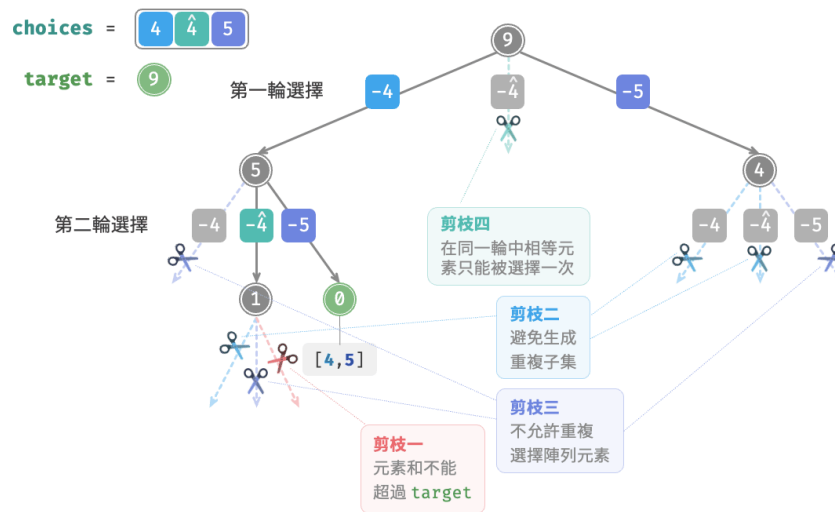 choices = 4 4̂ 5
target = 9
9
第一輪選擇
-4 -4̂ -5
5 4
第二輪選擇
-4 -4̂ -5
-4 -4̂ -5
剪枝四
在同一輪中相等元
素只能被選擇一次
1 0
[4,5]
剪枝二
避免生成
重複子集
剪枝三
不允許重複
選擇陣列元素
剪枝一
元素和不能
超過 target